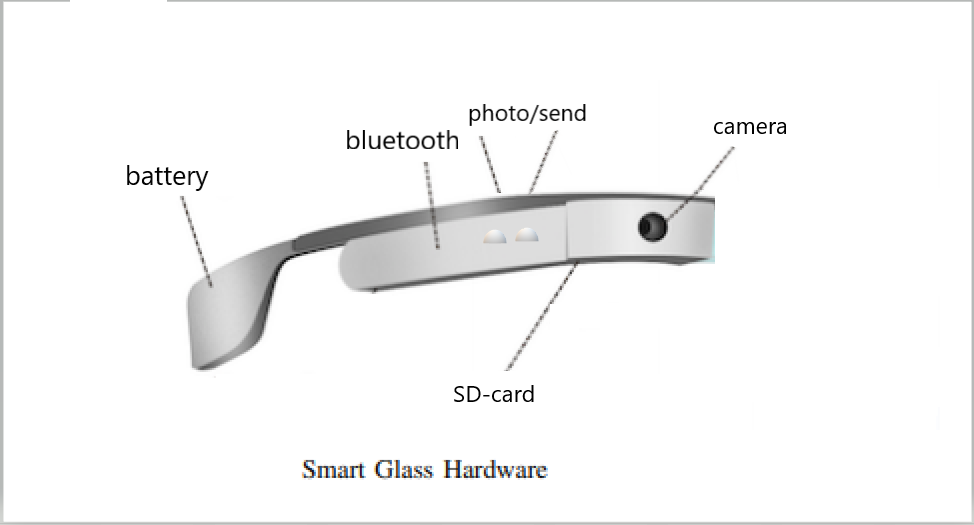 photo/send
camera
bluetooth
battery
SD-card
Smart Glass Hardware